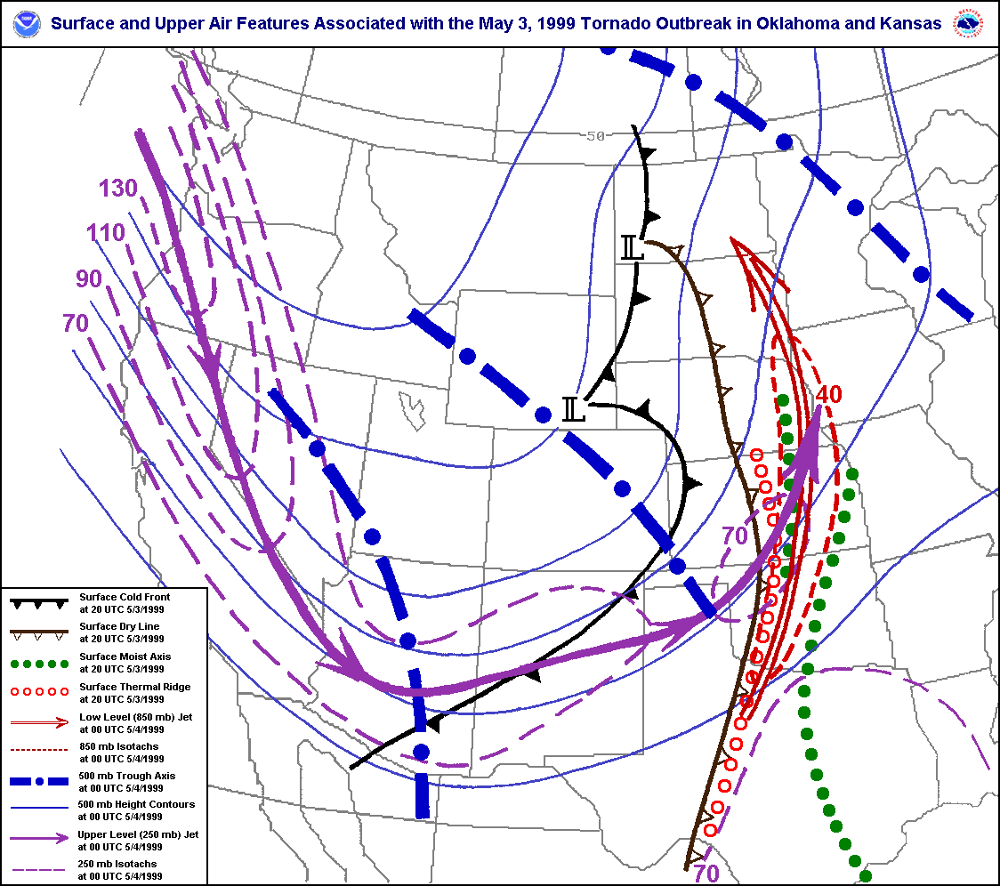 Surface and Upper Air Features Associated with the May 3, 1999 Tornado Outbreak in Oklahoma and Kansas
50
130
110
90
70
L
L
40
70
70
Surface Cold Front
at 20 UTC 5/3/1999
Surface Dry Line
at 20 UTC 5/3/1999
Surface Moist Axis
at 20 UTC 5/3/1999
Surface Thermal Ridge
at 20 UTC 5/3/1999
Low Level (850 mb) Jet
at 00 UTC 5/4/1999
850 mb Isotachs
at 00 UTC 5/4/1999
500 mb Trough Axis
at 00 UTC 5/4/1999
500 mb Height Contours
at 00 UTC 5/4/1999
Upper Level (250 mb) Jet
at 00 UTC 5/4/1999
250 mb Isotachs
at 00 UTC 5/4/1999